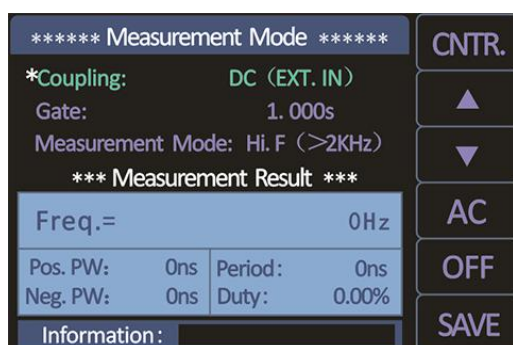 ****** Measurement Mode ******
*Coupling: DC (EXT. IN)
Gate: 1.000s
Measurement Mode: Hi.F (>2KHz)
*** Measurement Result ***
Freq.= 0Hz
Pos. PW: 0ns Period: 0ns
Neg. PW: 0ns Duty: 0.00%
Information:
CNTR.
▲
▼
AC
OFF
SAVE